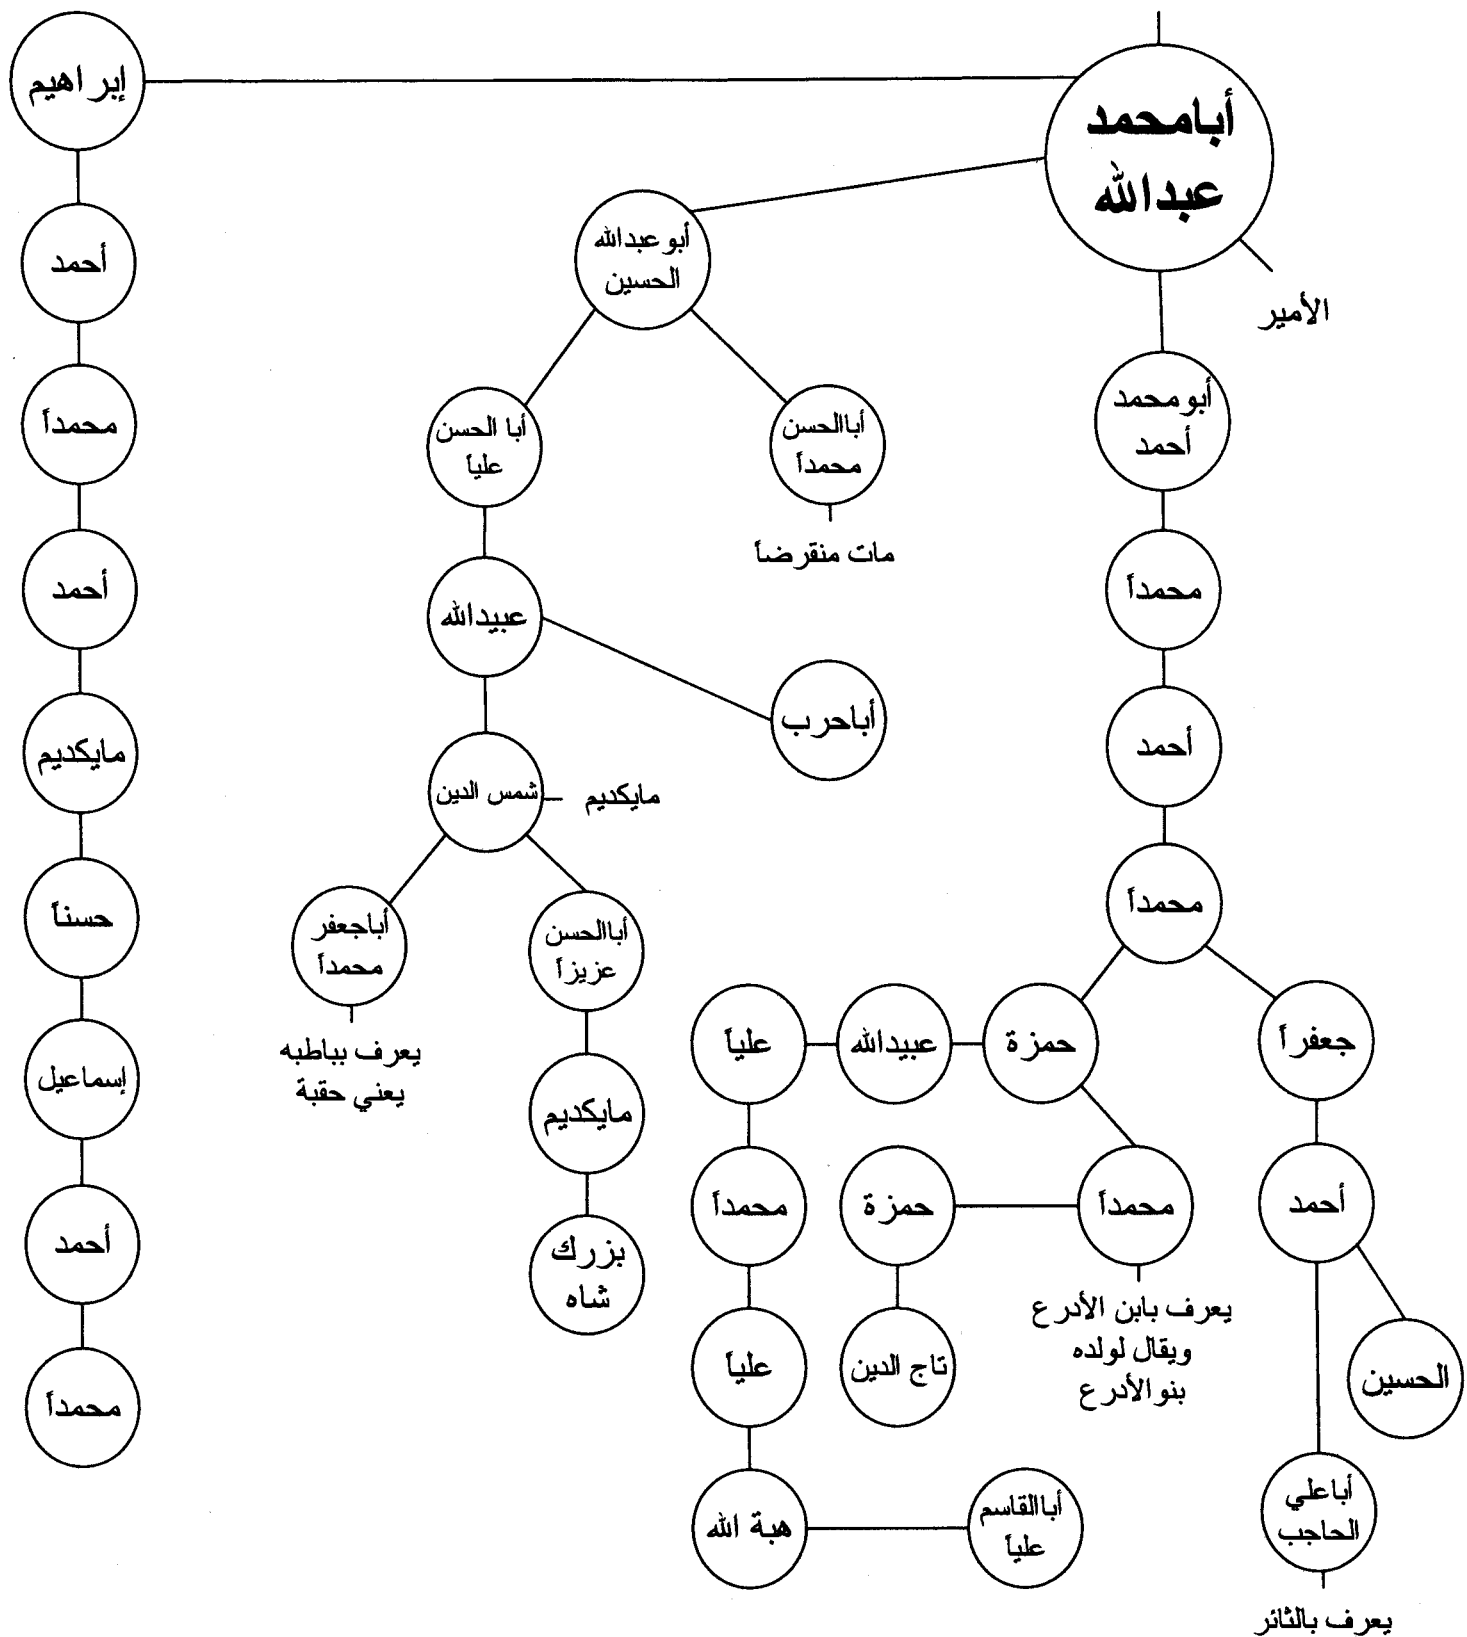 أبامحمد
عبدالله
الأمير
أبومحمد
أحمد
محمداً
أحمد
محمداً
جعفراً
أحمد
الحسين
أباعلي
الحاجب
يعرف بالثائر
حمزة
محمداً
يعرف بابن الأدرع
ويقال لولده
بنو الأدرع
حمزة
تاج الدين
عبيدالله
علياً
محمداً
علياً
هبة الله
أباالقاسم
علياً
أبو عبدالله
الحسين
أباالحسن
محمداً
مات منقرضاً
أبا الحسن
علياً
عبيدالله
أباحرب
شمس الدين
مايكديم
أباالحسن
عزيزاً
مايكديم
بزرك
شاه
أباجعفر
محمداً
يعرف بباطبه
يعني حقبة
إبراهيم
أحمد
محمداً
أحمد
مايكديم
حسناً
إسماعيل
أحمد
محمداً